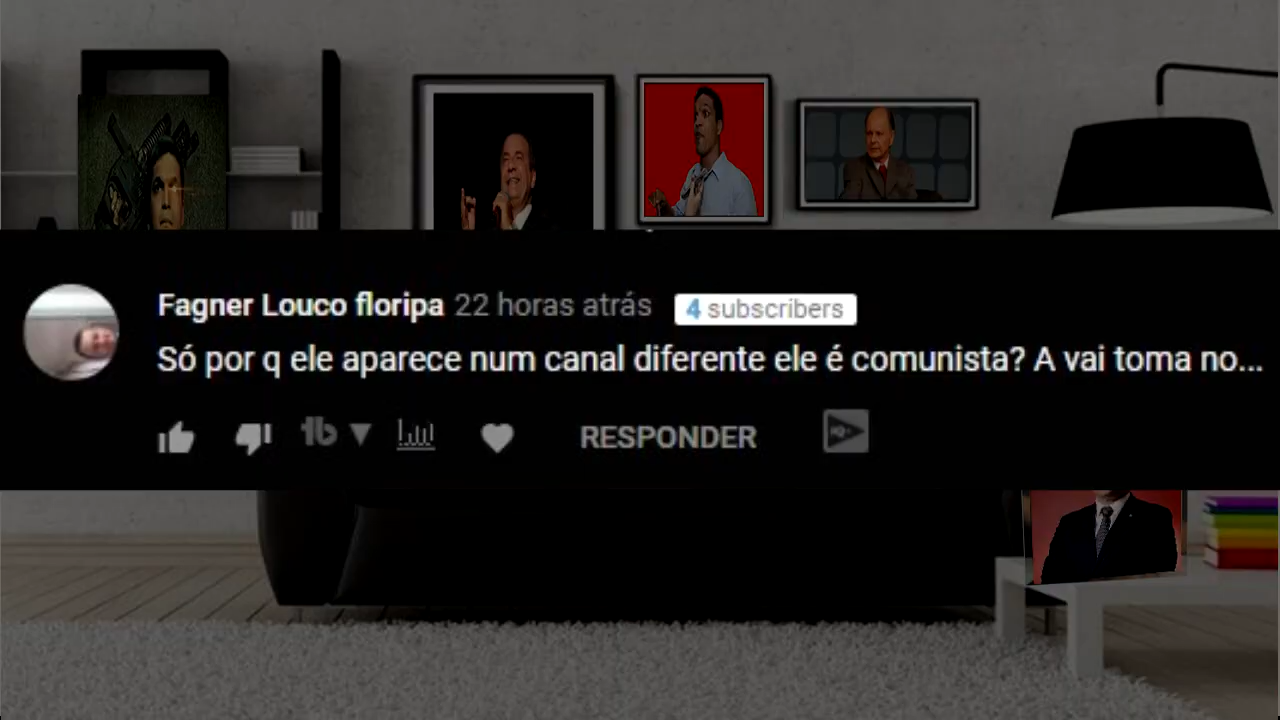 Fagner Louco floripa 22 horas atrás 4 subscribers
Só por q ele aparece num canal diferente ele é comunista? A vai toma no...
RESPONDER